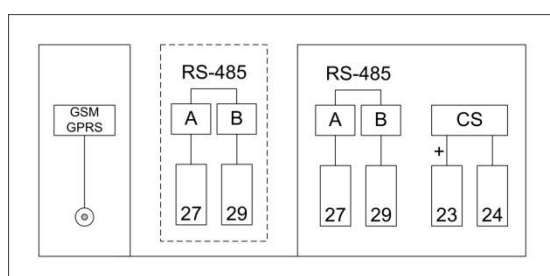 GSM
GPRS
RS-485
A B
27 29
RS-485
A B CS
+
27 29 23 24